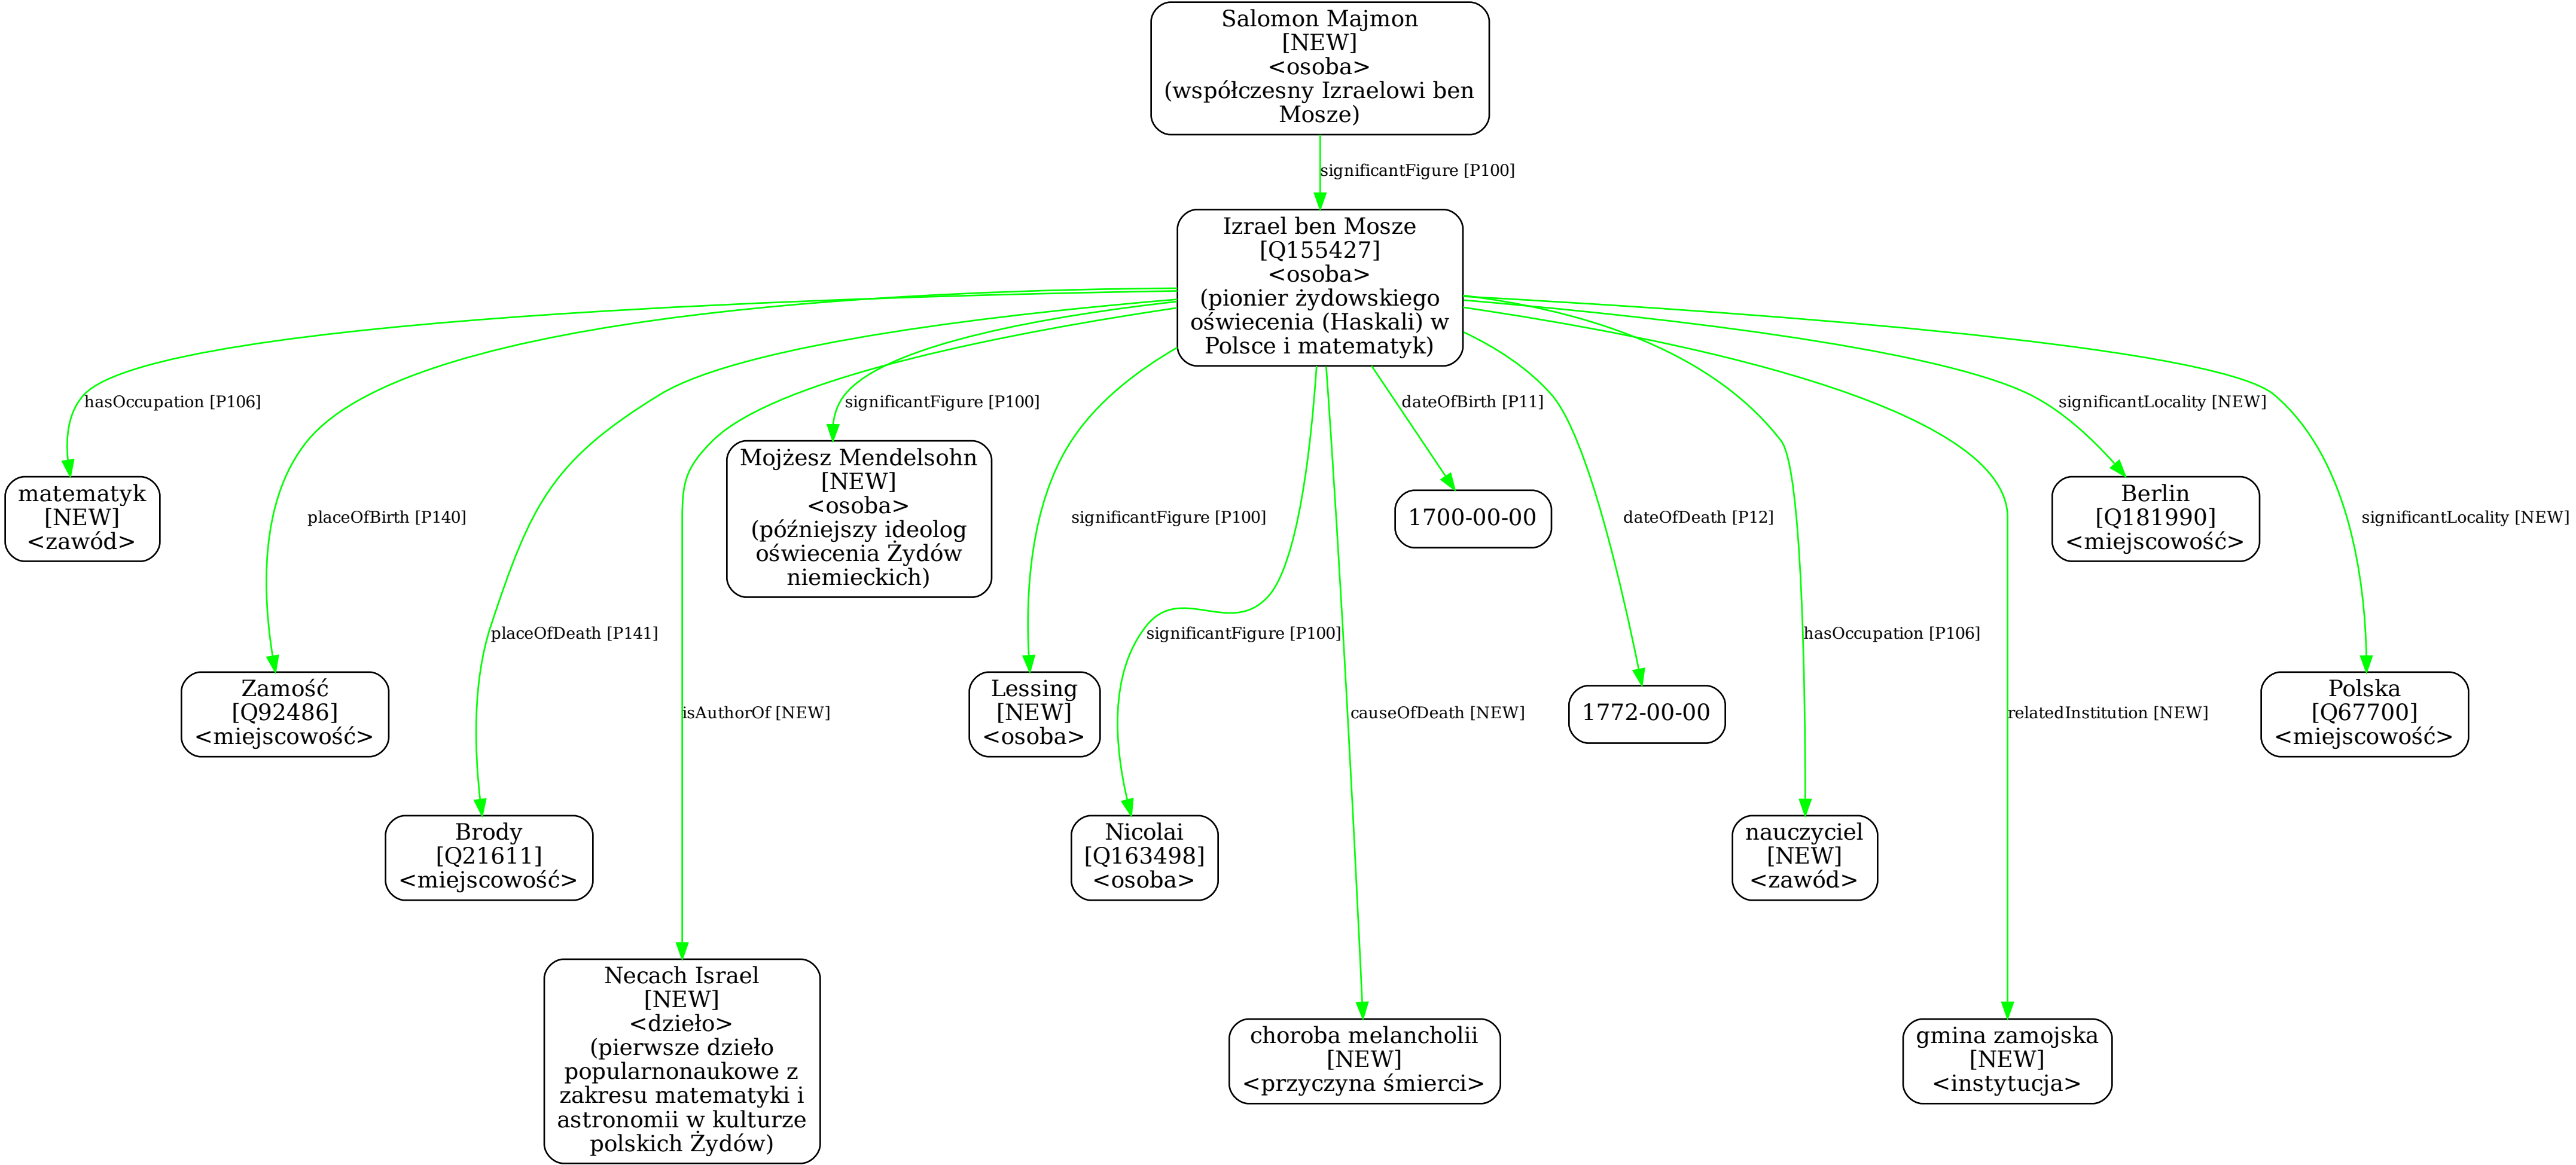 Salomon Majmon
[NEW]
<osoba>
(współczesny Izraelowi ben
Mosze)
significantFigure [P100]
Izrael ben Mosze
[Q155427]
<osoba>
(pionier żydowskiego
oświecenia (Haskali) w
Polsce i matematyk)
hasOccupation [P106]
significantFigure [P100]
dateOfBirth [P11]
significantLocality [NEW]
matematyk
[NEW]
<zawód>
placeOfBirth [P140]
Mojżesz Mendelsohn
[NEW]
<osoba>
(późniejszy ideolog
oświecenia Żydów
niemieckich)
significantFigure [P100]
1700-00-00
dateOfDeath [P12]
Berlin
[Q181990]
<miejscowość>
significantLocality [NEW]
placeOfDeath [P141]
significantFigure [P100]
hasOccupation [P106]
Zamość
[Q92486]
<miejscowość>
isAuthorOf [NEW]
Lessing
[NEW]
<osoba>
causeOfDeath [NEW]
1772-00-00
relatedInstitution [NEW]
Polska
[Q67700]
<miejscowość>
Brody
[Q21611]
<miejscowość>
Nicolai
[Q163498]
<osoba>
nauczyciel
[NEW]
<zawód>
Necach Israel
[NEW]
<dzieło>
(pierwsze dzieło
popularnonaukowe z
zakresu matematyki i
astronomii w kulturze
polskich Żydów)
choroba melancholii
[NEW]
<przyczyna śmierci>
gmina zamojska
[NEW]
<instytucja>